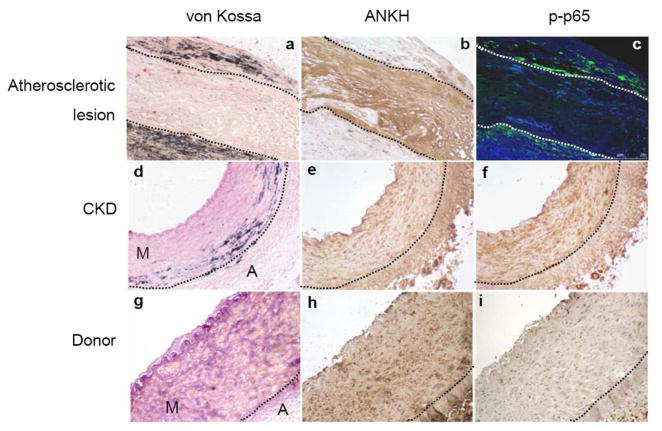 von Kossa ANKH p-p65
Atherosclerotic lesion
a b c
CKD
d e f
M A
Donor
g h i
M A